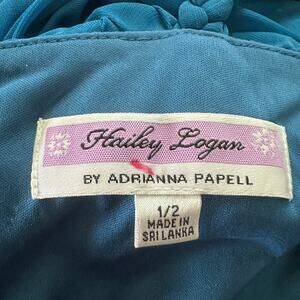 Hailey Logan
BY ADRIANNA PAPELL
1/2
MADE IN
SRI LANKA